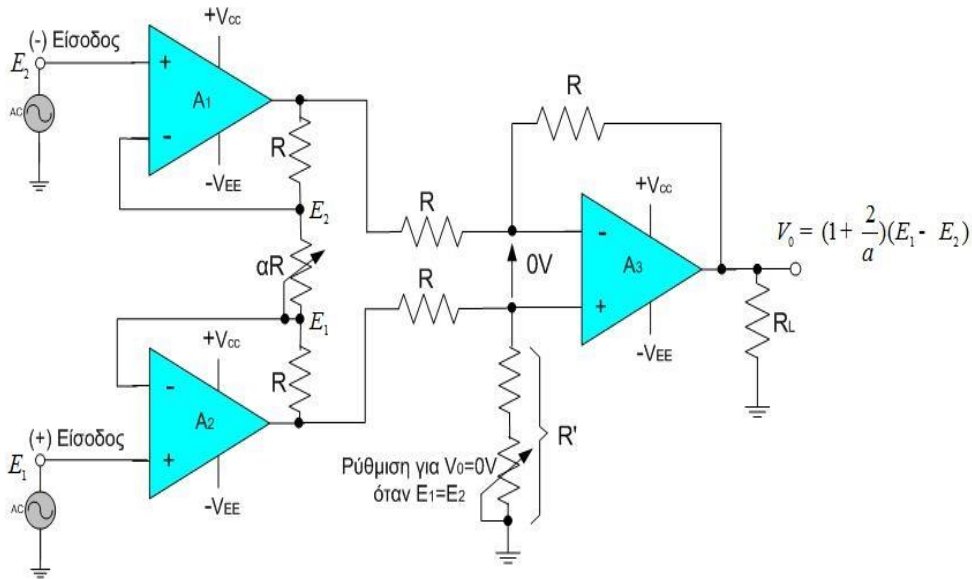 (-) Είσοδος
E₂
AC
+Vcc
+
A₁
-
-VEE
R
E₂
αR
E₁
R
+Vcc
-
A₂
+
-VEE
(+) Είσοδος
E₁
AC
R
R
R
0V
+Vcc
-
A₃
+
-VEE
V₀ = (1 + 2/a)(E₁ - E₂)
RL
R'
Ρύθμιση για V₀=0V
όταν E₁=E₂